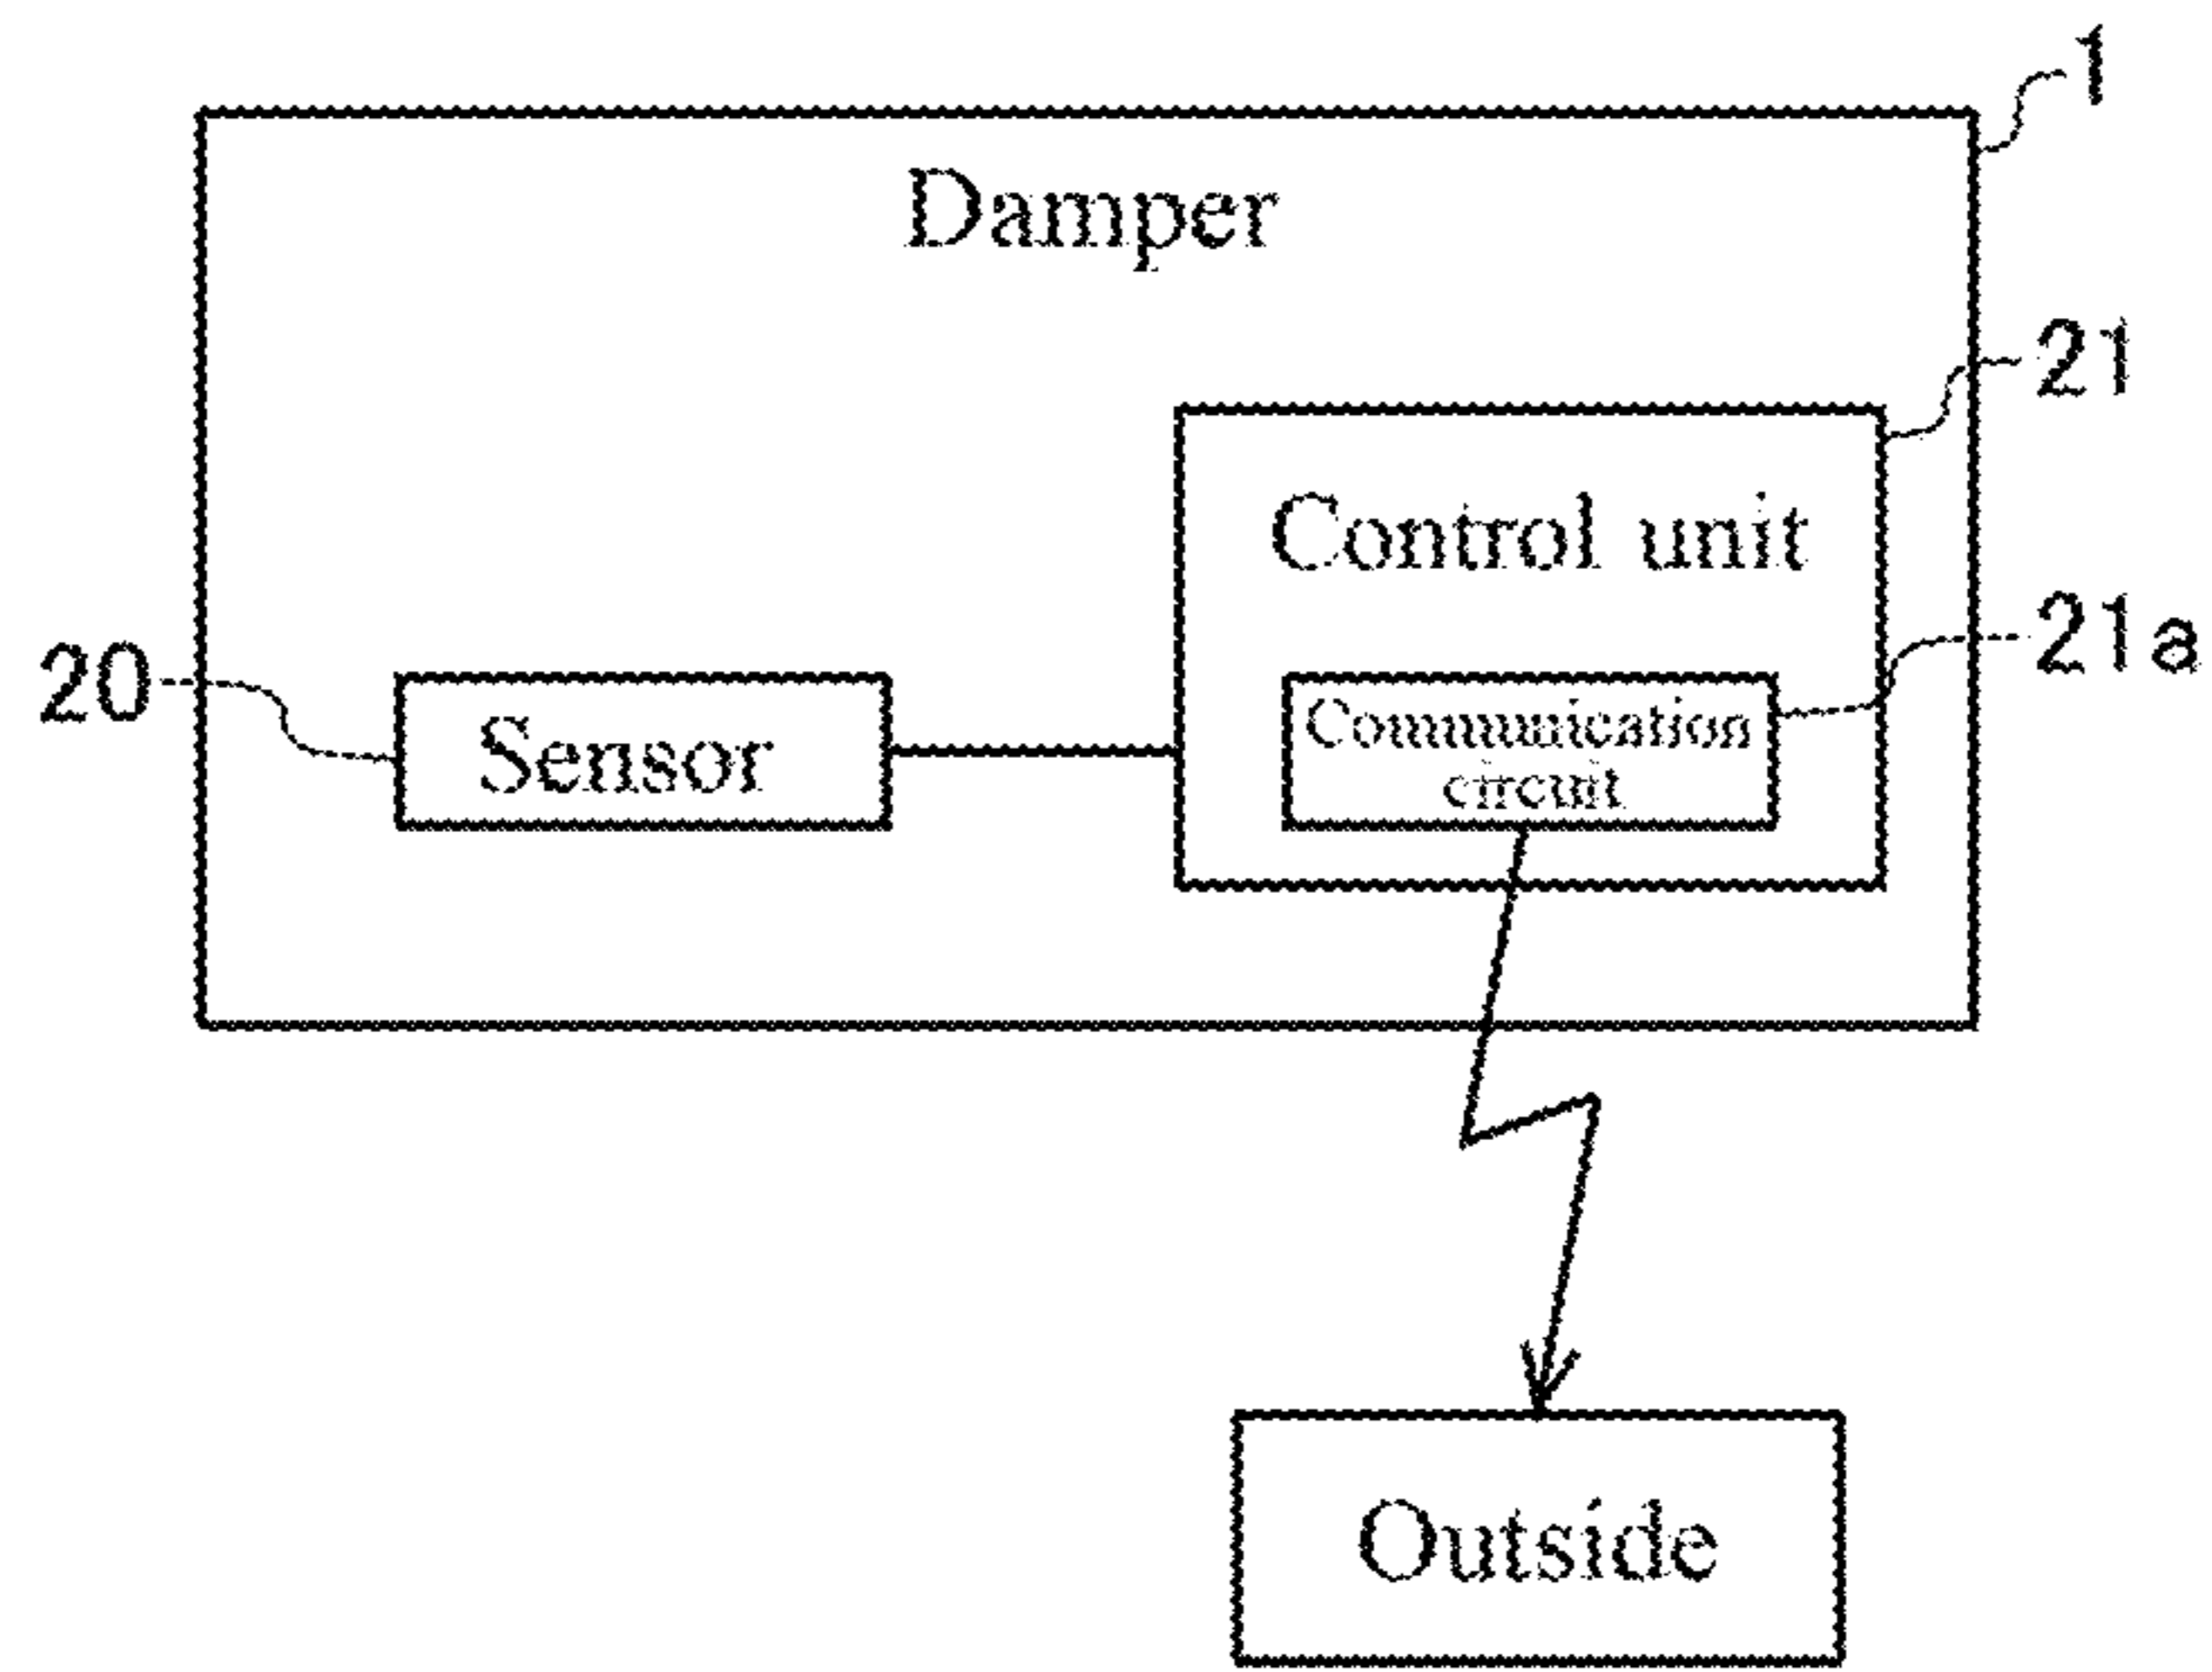 1
Damper
21
Control unit
21a
20
Sensor
Communication
circuit
Outside